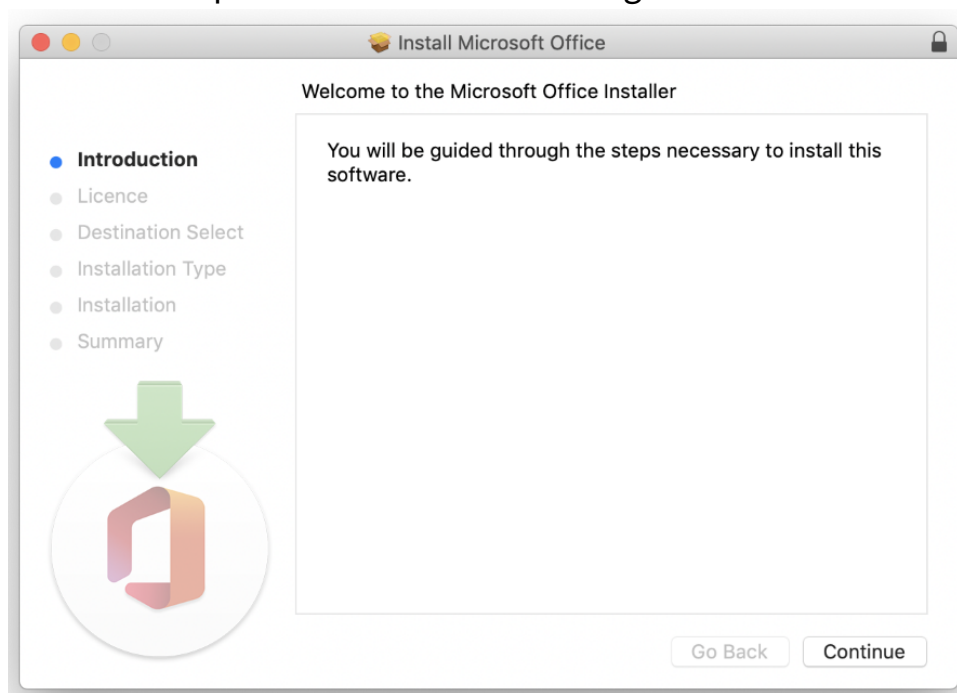 Install Microsoft Office
Welcome to the Microsoft Office Installer
Introduction
Licence
Destination Select
Installation Type
Installation
Summary
You will be guided through the steps necessary to install this
software.
Go Back
Continue